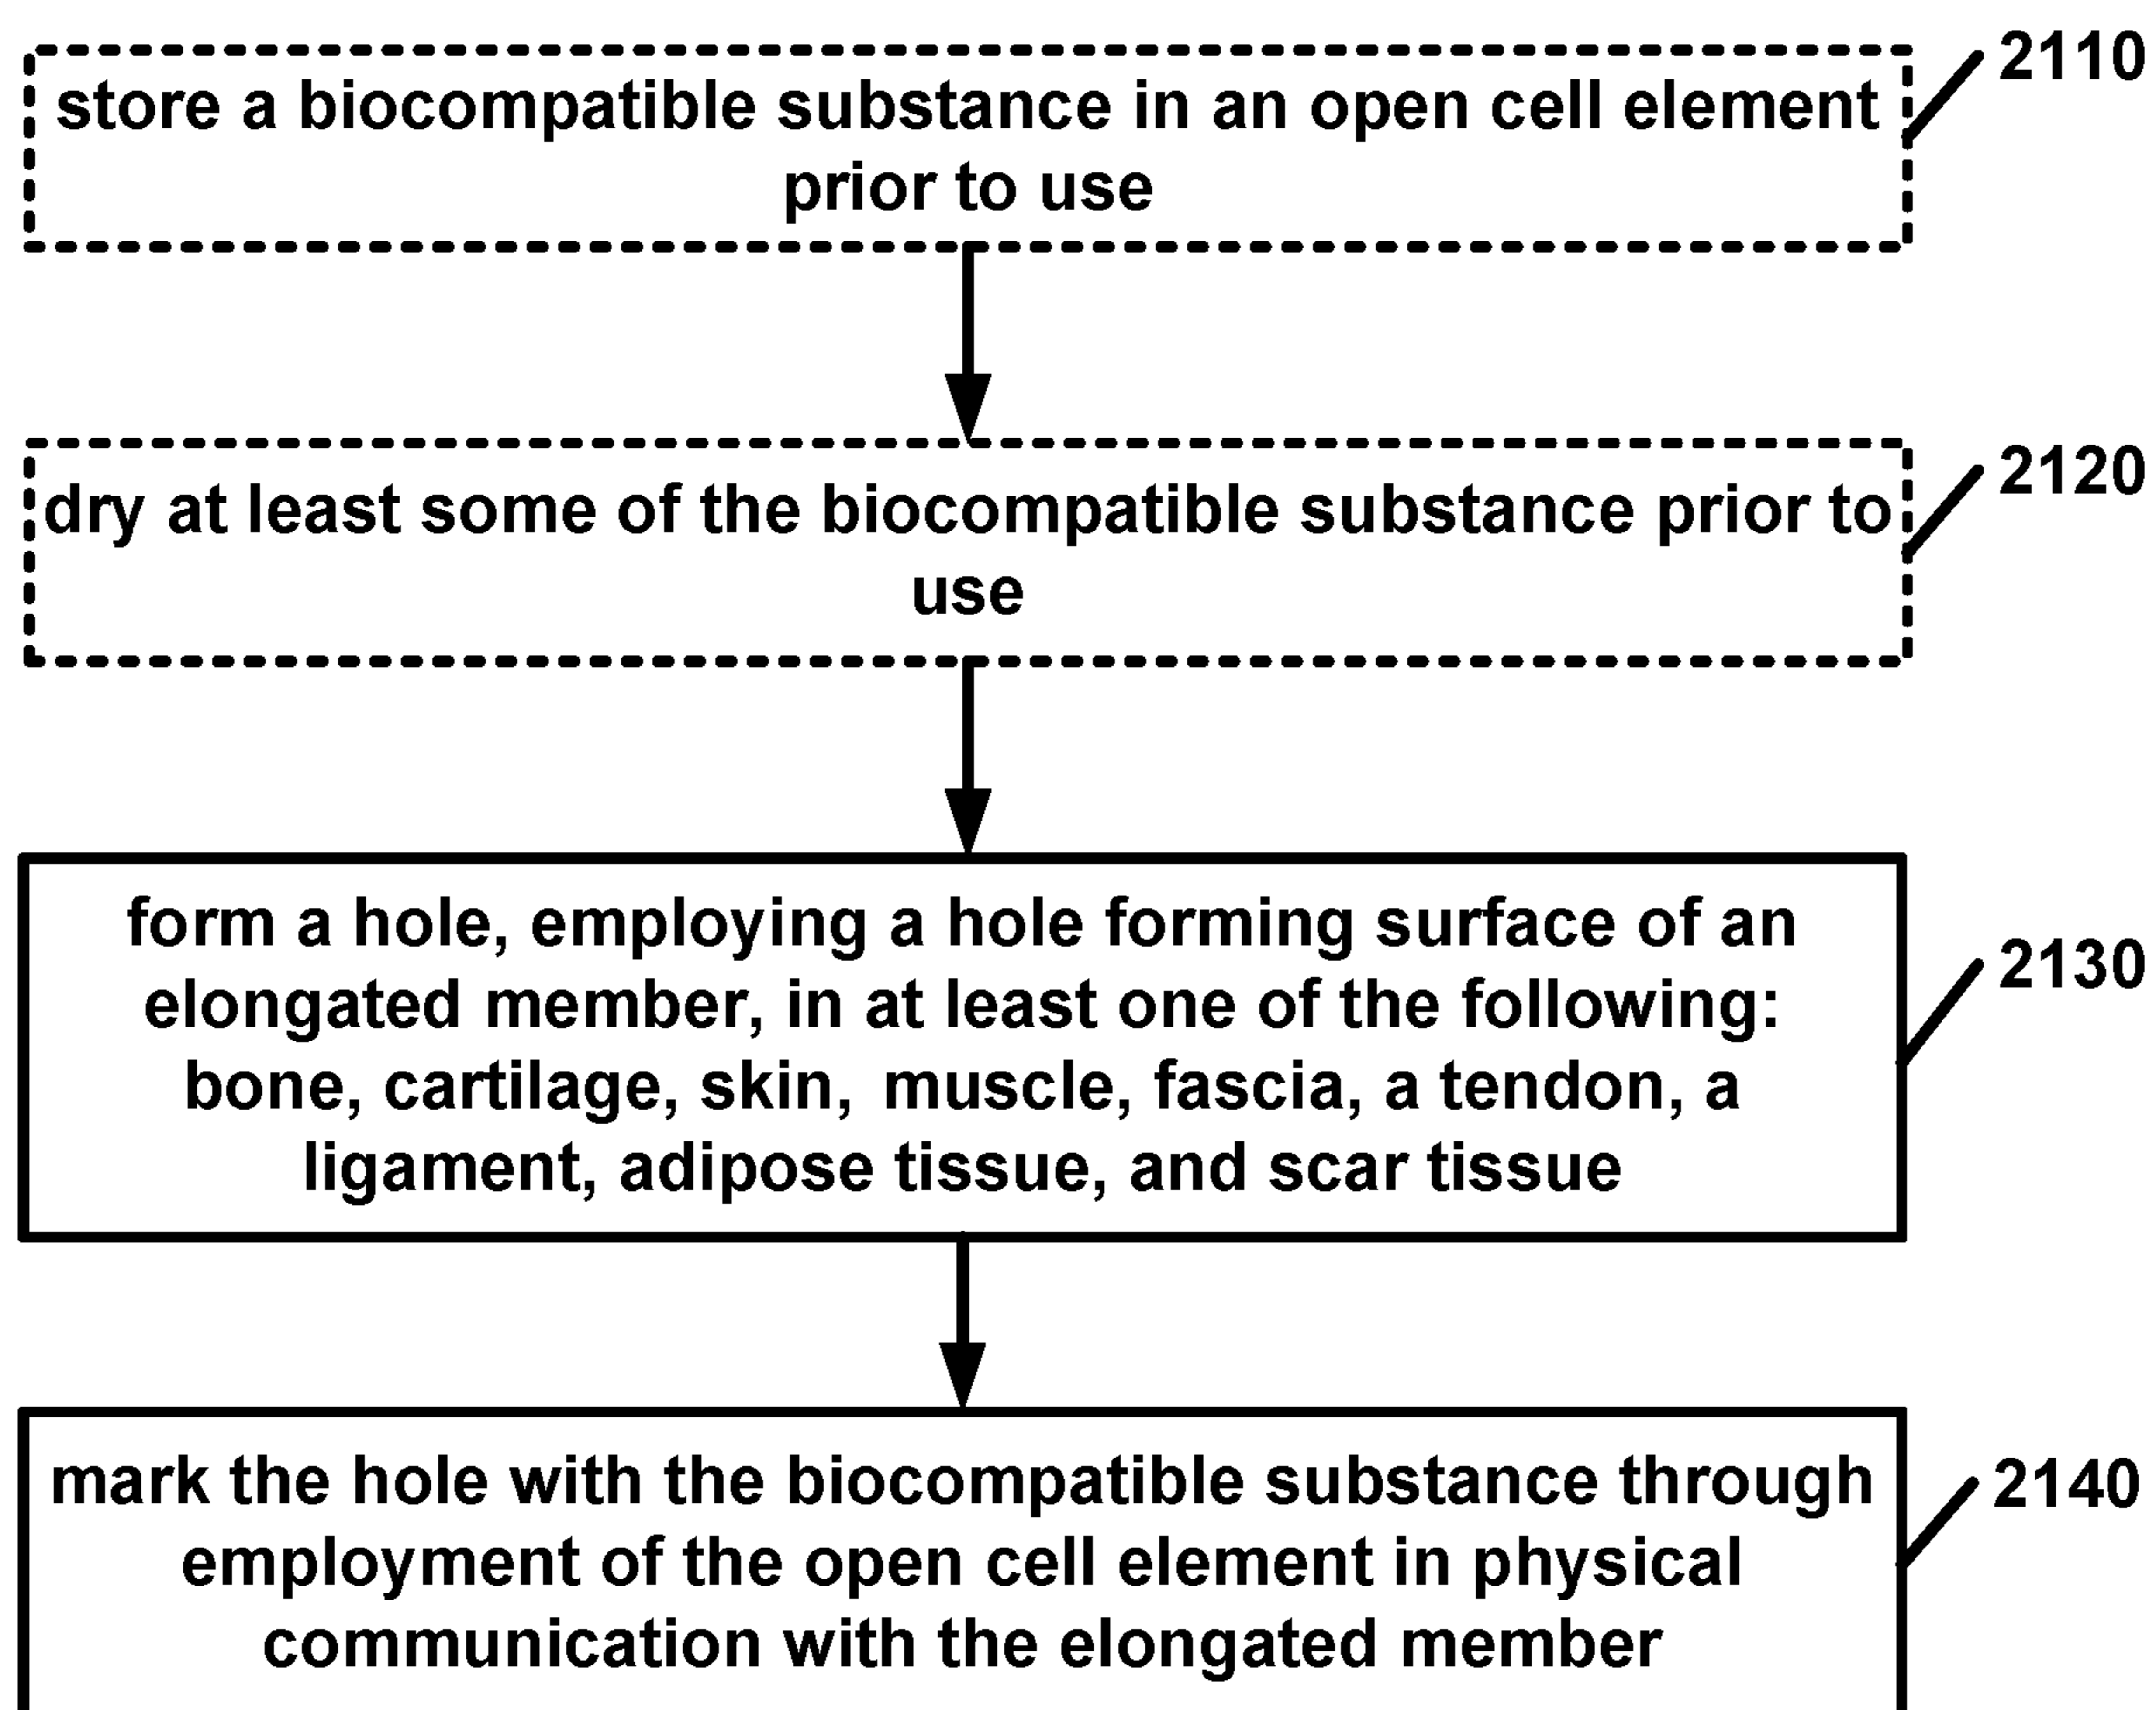 store a biocompatible substance in an open cell element
prior to use
2110
dry at least some of the biocompatible substance prior to
use
2120
form a hole, employing a hole forming surface of an
elongated member, in at least one of the following:
bone, cartilage, skin, muscle, fascia, a tendon, a
ligament, adipose tissue, and scar tissue
2130
mark the hole with the biocompatible substance through
employment of the open cell element in physical
communication with the elongated member
2140